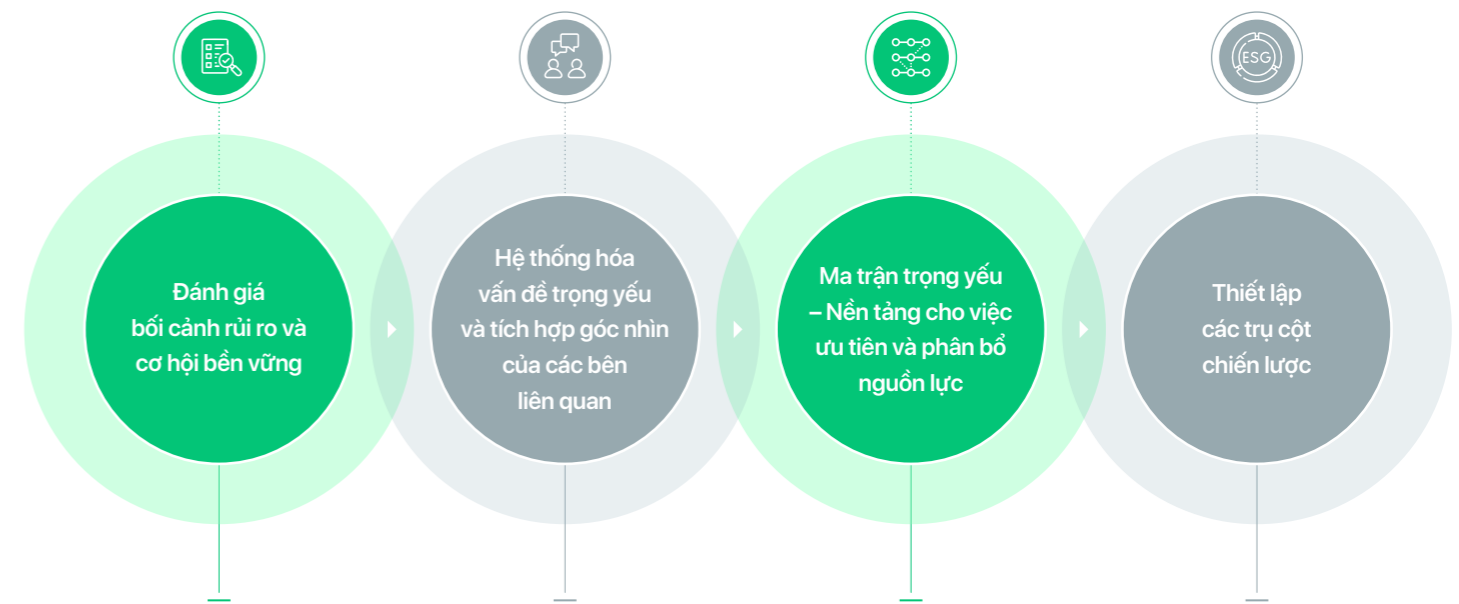 Đánh giá
bối cảnh rủi ro và
cơ hội bền vững
Hệ thống hóa
vấn đề trọng yếu
và tích hợp góc nhìn
của các bên
liên quan
Ma trận trọng yếu
– Nền tảng cho việc
ưu tiên và phân bổ
nguồn lực
ESG
Thiết lập
các trụ cột
chiến lược